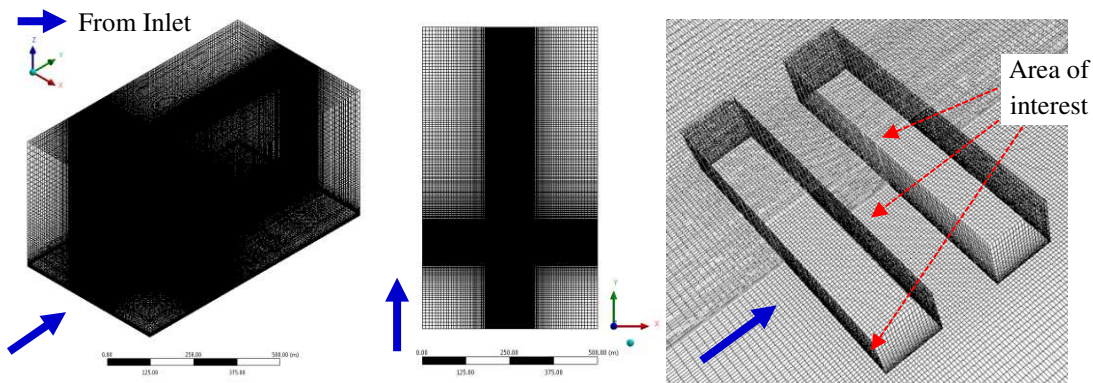 From Inlet
Z
Y
X
0.00 250.00 500.00 (m)
125.00 375.00
Y
X
0.00 250.00 500.00 (m)
125.00 375.00
Area of
interest